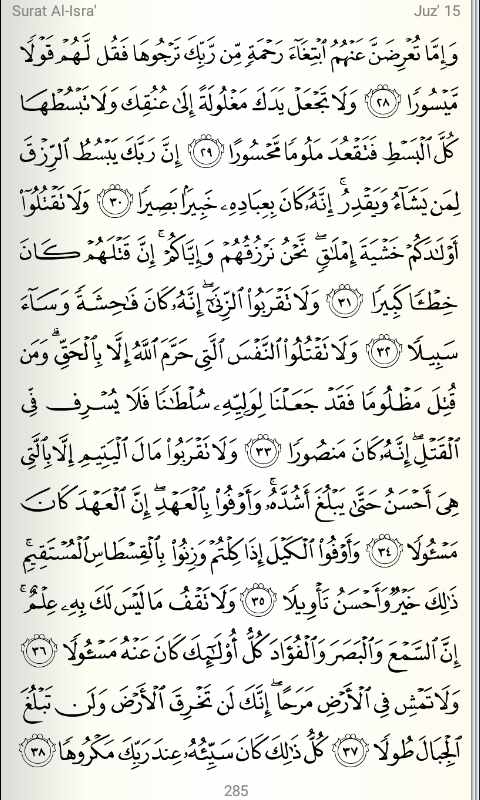 Surat Al-Isra' Juz' 15
وَإِمَّا تُعْرِضَنَّ عَنْهُمُ ٱبْتِغَآءَ رَحْمَةٍ مِّن رَّبِّكَ تَرْجُوهَا فَقُل لَّهُمْ قَوْلًا
مَّيْسُورًا ٢٨ وَلَا تَجْعَلْ يَدَكَ مَغْلُولَةً إِلَىٰ عُنُقِكَ وَلَا تَبْسُطْهَا
كُلَّ ٱلْبَسْطِ فَتَقْعُدَ مَلُومًا مَّحْسُورًا ٢٩ إِنَّ رَبَّكَ يَبْسُطُ ٱلرِّزْقَ
لِمَن يَشَآءُ وَيَقْدِرُ ۚ إِنَّهُۥ كَانَ بِعِبَادِهِۦ خَبِيرًۢا بَصِيرًا ٣٠ وَلَا تَقْتُلُوٓا۟
أَوْلَٰدَكُمْ خَشْيَةَ إِمْلَٰقٍ ۖ نَّحْنُ نَرْزُقُهُمْ وَإِيَّاكُمْ ۚ إِنَّ قَتْلَهُمْ كَانَ
خِطْـًٔا كَبِيرًا ٣١ وَلَا تَقْرَبُوا۟ ٱلزِّنَىٰٓ ۖ إِنَّهُۥ كَانَ فَٰحِشَةً وَسَآءَ
سَبِيلًا ٣٢ وَلَا تَقْتُلُوا۟ ٱلنَّفْسَ ٱلَّتِى حَرَّمَ ٱللَّهُ إِلَّا بِٱلْحَقِّ ۗ وَمَن
قُتِلَ مَظْلُومًا فَقَدْ جَعَلْنَا لِوَلِيِّهِۦ سُلْطَٰنًا فَلَا يُسْرِف فِّى
ٱلْقَتْلِ ۖ إِنَّهُۥ كَانَ مَنصُورًا ٣٣ وَلَا تَقْرَبُوا۟ مَالَ ٱلْيَتِيمِ إِلَّا بِٱلَّتِى
هِىَ أَحْسَنُ حَتَّىٰ يَبْلُغَ أَشُدَّهُۥ ۚ وَأَوْفُوا۟ بِٱلْعَهْدِ ۖ إِنَّ ٱلْعَهْدَ كَانَ
مَسْـُٔولًا ٣٤ وَأَوْفُوا۟ ٱلْكَيْلَ إِذَا كِلْتُمْ وَزِنُوا۟ بِٱلْقِسْطَاسِ ٱلْمُسْتَقِيمِ ۚ
ذَٰلِكَ خَيْرٌ وَأَحْسَنُ تَأْوِيلًا ٣٥ وَلَا تَقْفُ مَا لَيْسَ لَكَ بِهِۦ عِلْمٌ ۚ
إِنَّ ٱلسَّمْعَ وَٱلْبَصَرَ وَٱلْفُؤَادَ كُلُّ أُو۟لَٰٓئِكَ كَانَ عَنْهُ مَسْـُٔولًا ٣٦
وَلَا تَمْشِ فِى ٱلْأَرْضِ مَرَحًا ۖ إِنَّكَ لَن تَخْرِقَ ٱلْأَرْضَ وَلَن تَبْلُغَ
ٱلْجِبَالَ طُولًا ٣٧ كُلُّ ذَٰلِكَ كَانَ سَيِّئُهُۥ عِندَ رَبِّكَ مَكْرُوهًا ٣٨
285